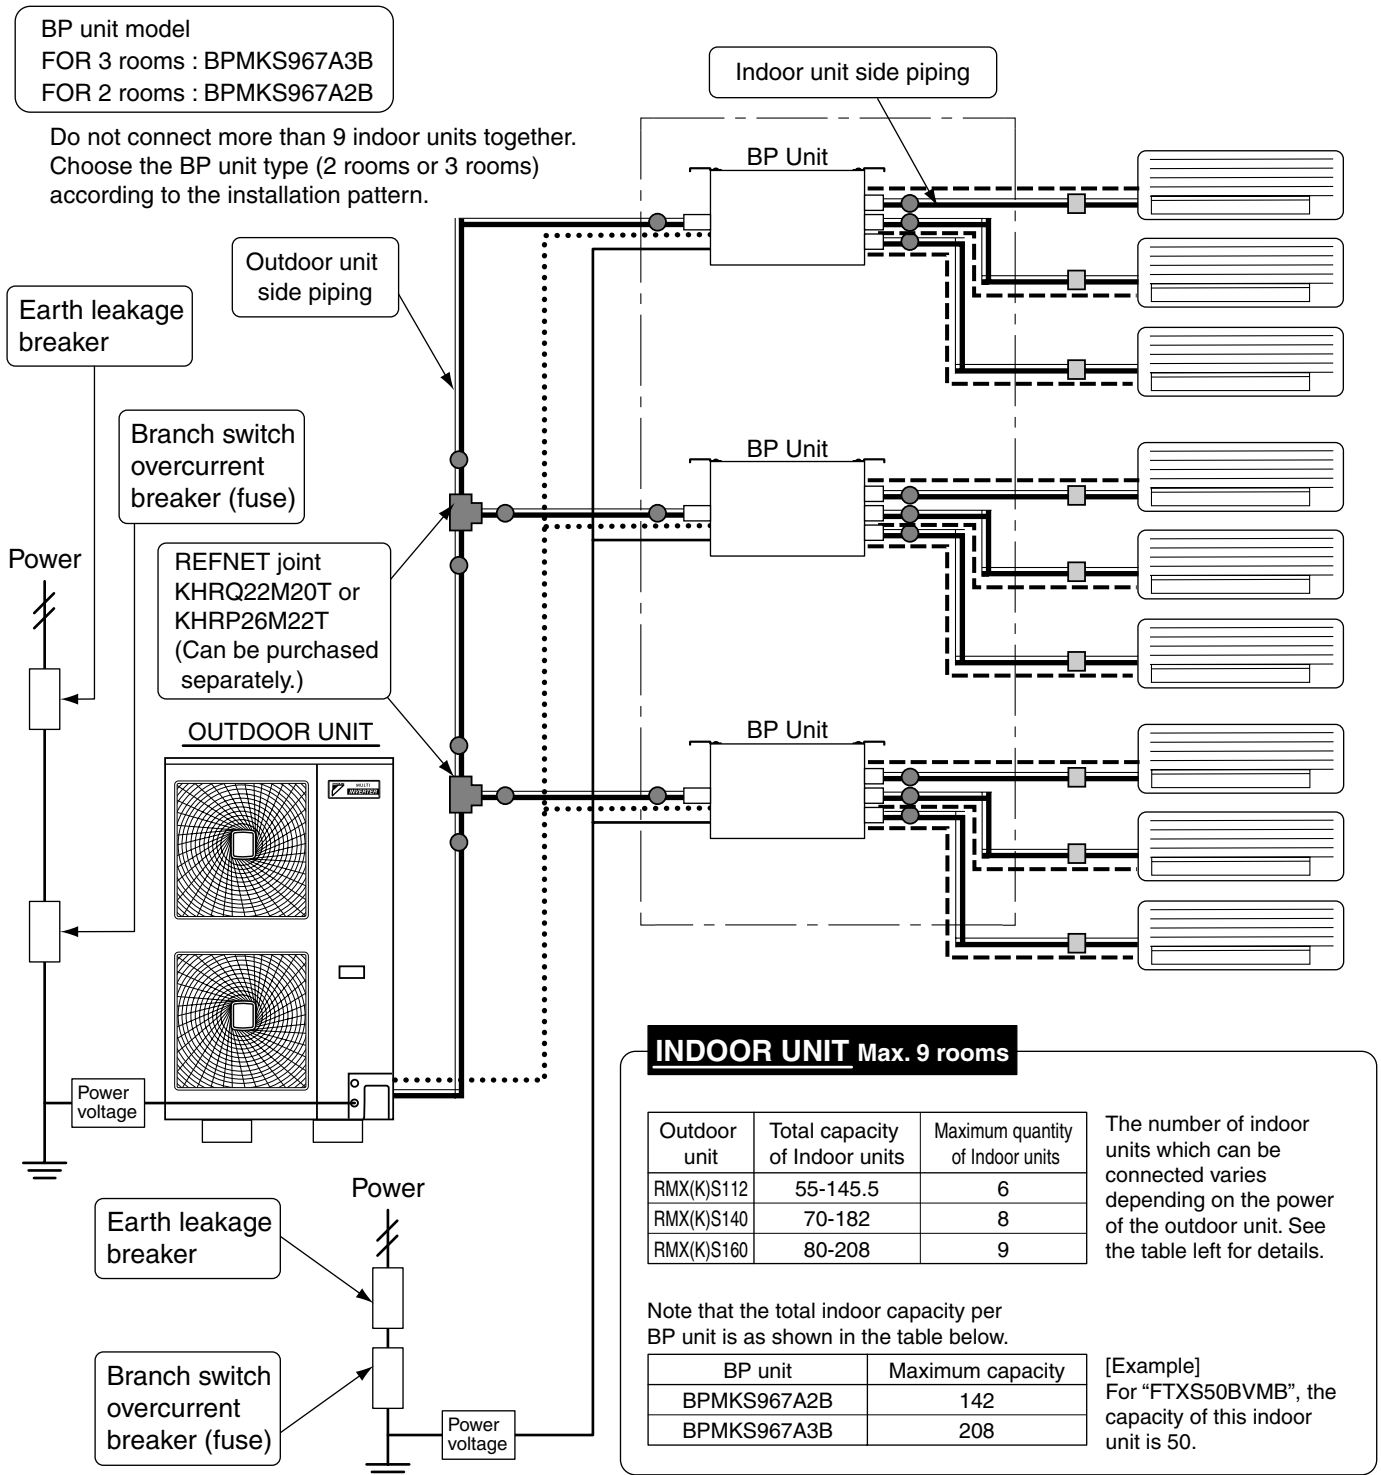 BP unit model
FOR 3 rooms : BPMKS967A3B
FOR 2 rooms : BPMKS967A2B
Do not connect more than 9 indoor units together.
Choose the BP unit type (2 rooms or 3 rooms)
according to the installation pattern.
Indoor unit side piping
BP Unit
Outdoor unit
side piping
Earth leakage
breaker
Branch switch
overcurrent
breaker (fuse)
BP Unit
Power
REFNET joint
KHRQ22M20T or
KHRP26M22T
(Can be purchased
separately.)
OUTDOOR UNIT
BP Unit
MULTI
INVERTER
Power
voltage
Power
Earth leakage
breaker
Branch switch
overcurrent
breaker (fuse)
Power
voltage
INDOOR UNIT Max. 9 rooms
Outdoor unit Total capacity of Indoor units Maximum quantity of Indoor units
RMX(K)S112 55-145.5 6
RMX(K)S140 70-182 8
RMX(K)S160 80-208 9
The number of indoor
units which can be
connected varies
depending on the power
of the outdoor unit. See
the table left for details.
Note that the total indoor capacity per
BP unit is as shown in the table below.
BP unit Maximum capacity
BPMKS967A2B 142
BPMKS967A3B 208
[Example]
For “FTXS50BVMB”, the
capacity of this indoor
unit is 50.